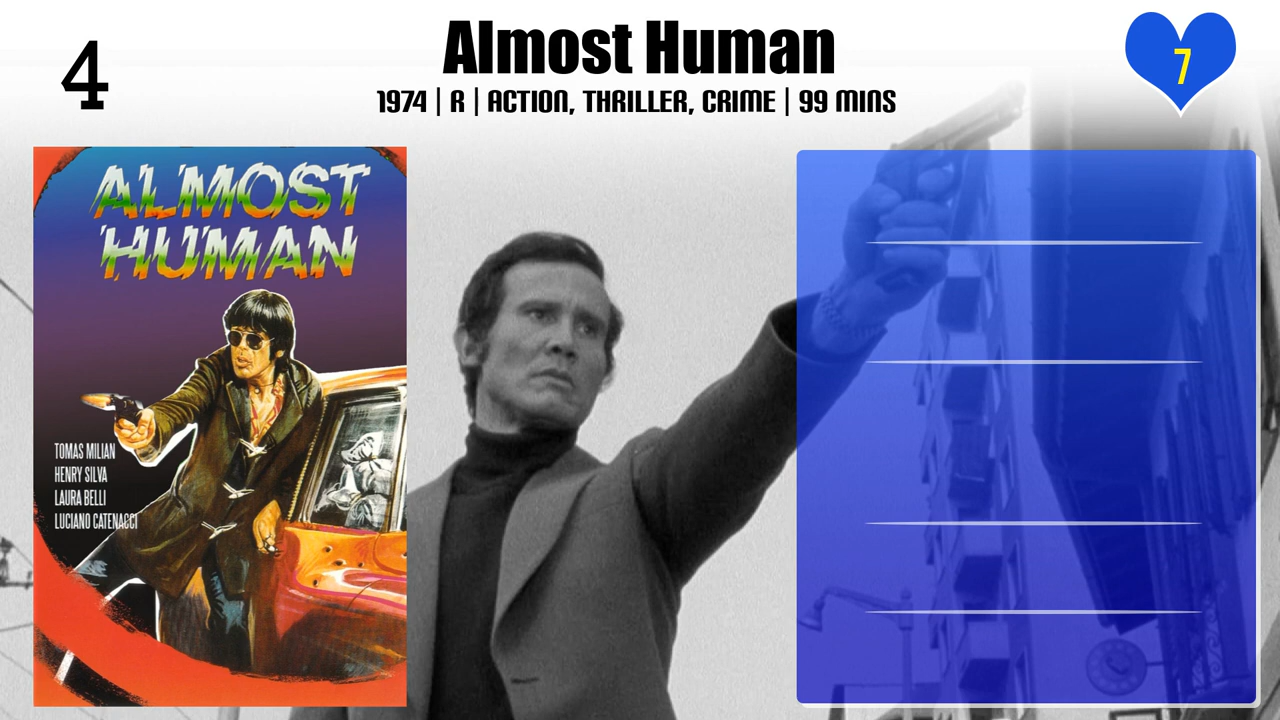 4
Almost Human
7
1974 | R | ACTION, THRILLER, CRIME | 99 MINS
ALMOST
HUMAN
TOMAS MILIAN
HENRY SILVA
LAURA BELLI
LUCIANO CATENACCI